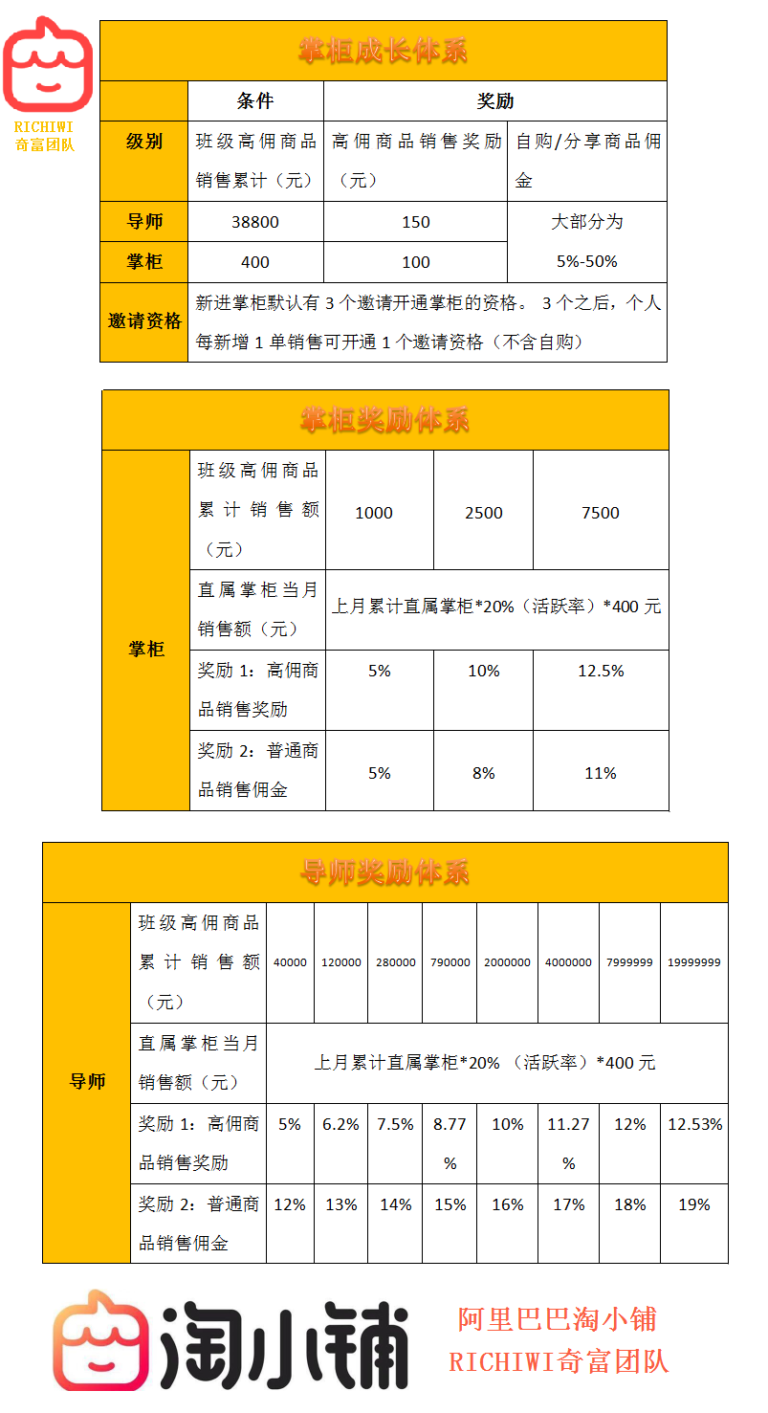 RICHIWI
奇富团队
掌柜成长体系
条件 奖励
级别 班级高佣商品 高佣商品销售奖励 自购/分享商品佣
销售累计（元） （元） 金
导师 38800 150 大部分为
掌柜 400 100 5%-50%
邀请资格
新进掌柜默认有 3 个邀请开通掌柜的资格。 3 个之后，个人
每新增 1 单销售可开通 1 个邀请资格（不含自购）
掌柜奖励体系
掌柜
班级高佣商品
累计销售额
（元）
1000 2500 7500
直属掌柜当月
销售额（元）
上月累计直属掌柜*20%（活跃率）*400 元
奖励 1：高佣商
品销售奖励
5% 10% 12.5%
奖励 2：普通商
品销售佣金
5% 8% 11%
导师奖励体系
导师
班级高佣商品
累计销售额
（元）
40000 120000 280000 790000 2000000 4000000 7999999 19999999
直属掌柜当月
销售额（元）
上月累计直属掌柜*20% （活跃率）*400 元
奖励 1：高佣商
品销售奖励
5% 6.2% 7.5% 8.77% 10% 11.27% 12% 12.53%
奖励 2：普通商
品销售佣金
12% 13% 14% 15% 16% 17% 18% 19%
淘小铺
阿里巴巴淘小铺
RICHIWI奇富团队